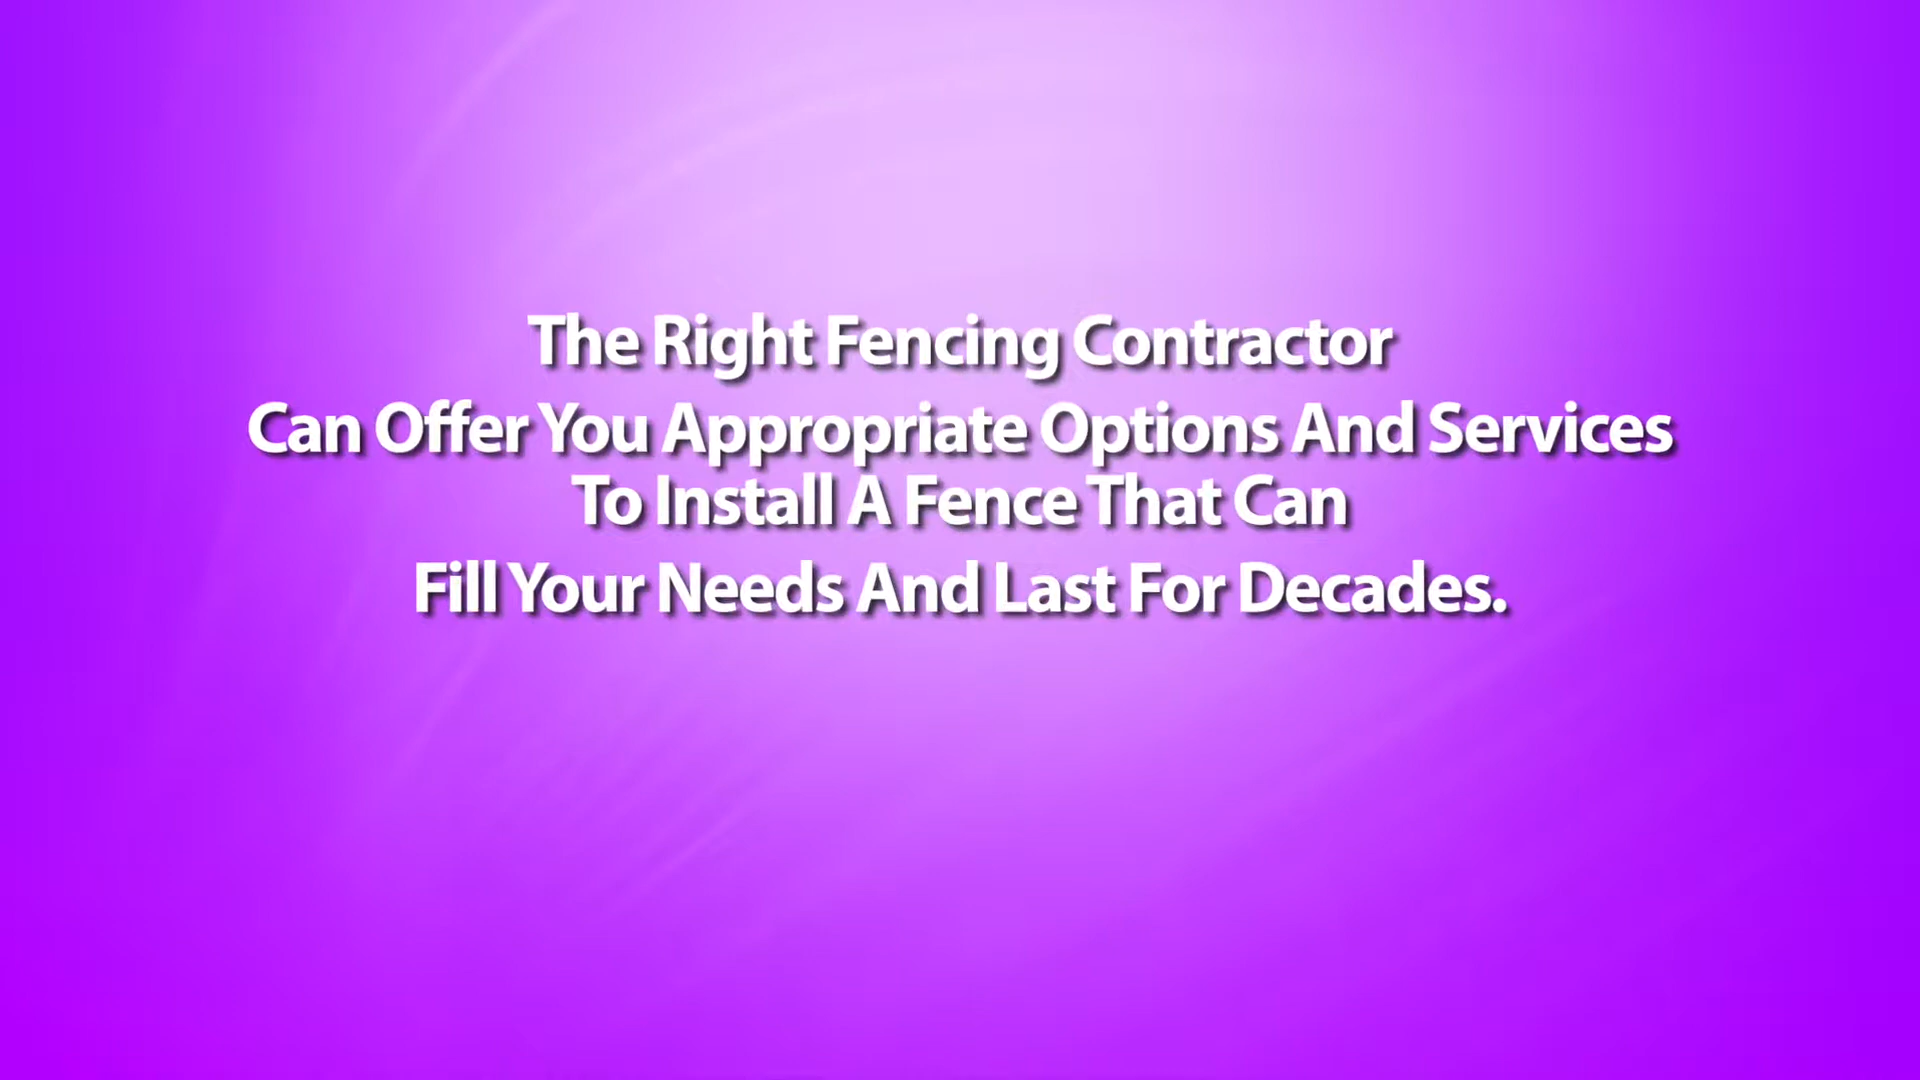 The Right Fencing Contractor
Can Offer You Appropriate Options And Services
To Install A Fence That Can
Fill Your Needs And Last For Decades.